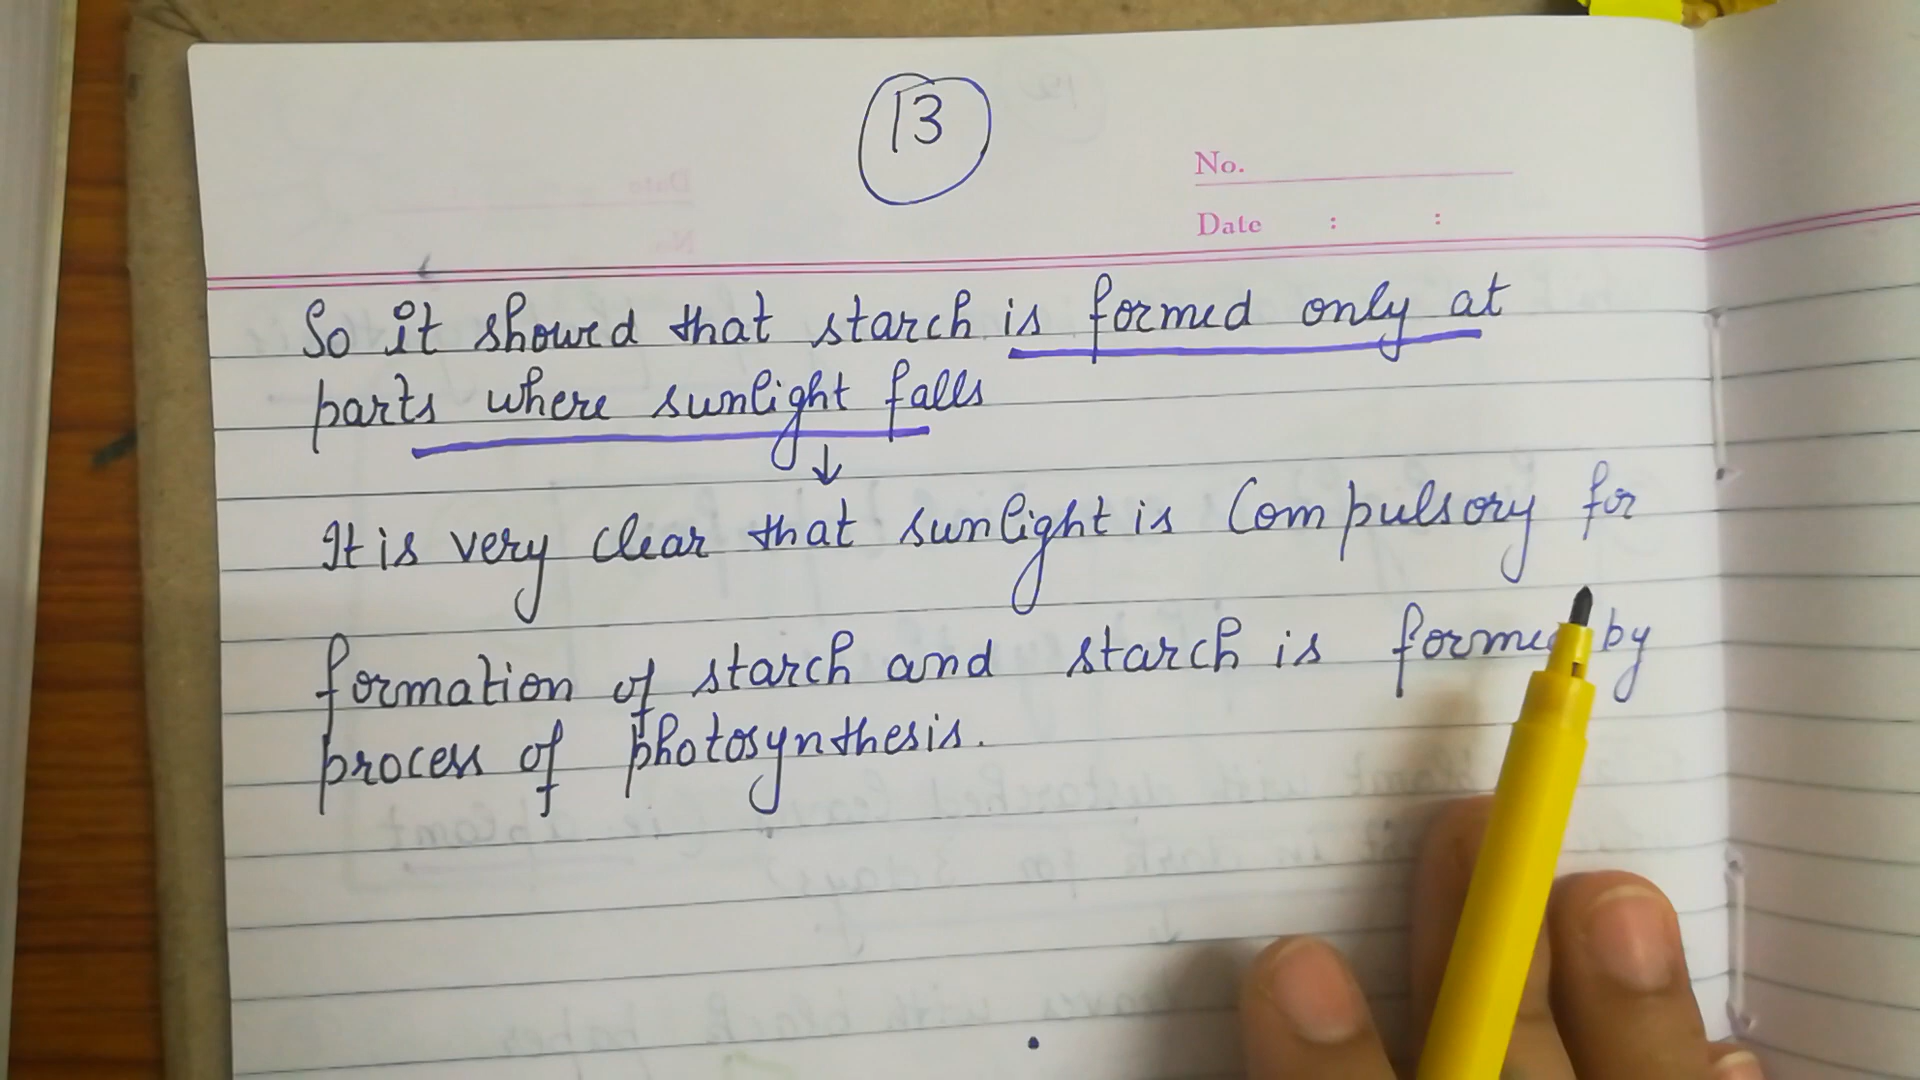 13
No.
Date : :
So it showed that starch is formed only at
parts where sunlight falls
↓
It is very clear that sunlight is Compulsory for
formation of starch and starch is formed by
process of photosynthesis.